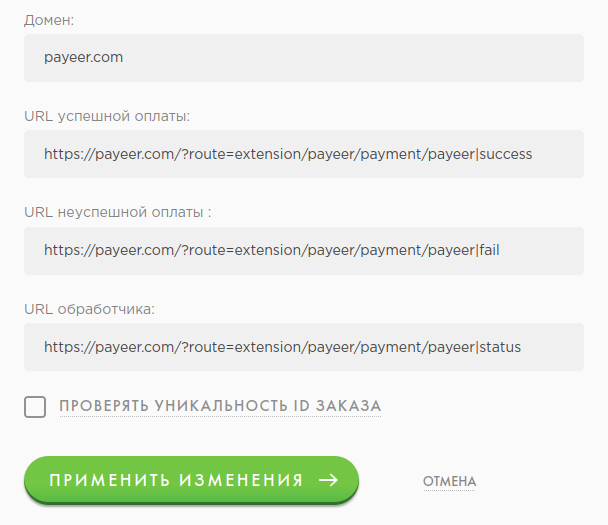 Домен:
payeer.com
URL успешной оплаты:
https://payeer.com/?route=extension/payeer/payment/payeer|success
URL неуспешной оплаты :
https://payeer.com/?route=extension/payeer/payment/payeer|fail
URL обработчика:
https://payeer.com/?route=extension/payeer/payment/payeer|status
ПРОВЕРЯТЬ УНИКАЛЬНОСТЬ ID ЗАКАЗА
ПРИМЕНИТЬ ИЗМЕНЕНИЯ → ОТМЕНА